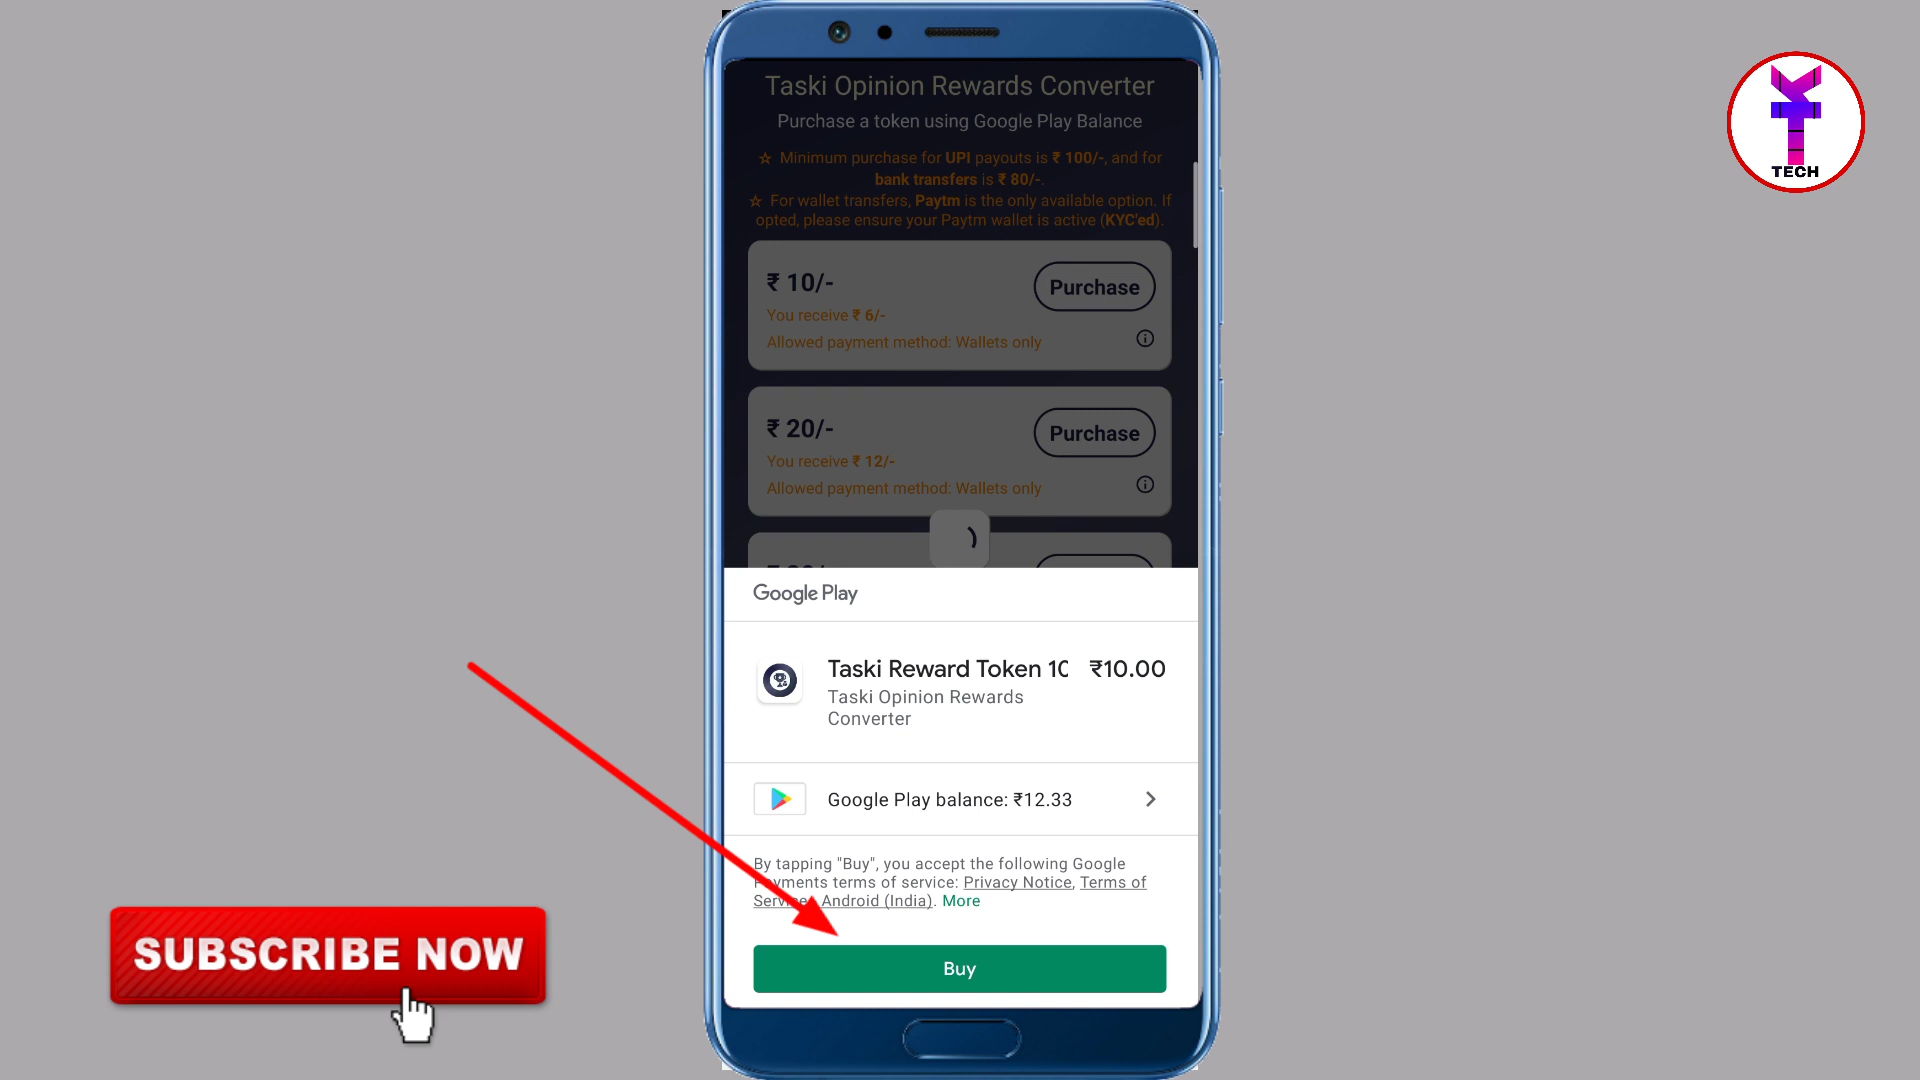 Taski Opinion Rewards Converter
Purchase a token using Google Play Balance
☆ Minimum purchase for UPI payouts is ₹ 100/-, and for
bank transfers is ₹ 80/-.
☆ For wallet transfers, Paytm is the only available option. If
opted, please ensure your Paytm wallet is active (KYC'ed).
₹ 10/-
Purchase
You receive ₹ 6/-
Allowed payment method: Wallets only
₹ 20/-
Purchase
You receive ₹ 12/-
Allowed payment method: Wallets only
Google Play
Taski Reward Token 10 ₹10.00
Taski Opinion Rewards
Converter
Google Play balance: ₹12.33
By tapping "Buy", you accept the following Google
Payments terms of service: Privacy Notice, Terms of
Service, Android (India). More
Buy
SUBSCRIBE NOW
TECH